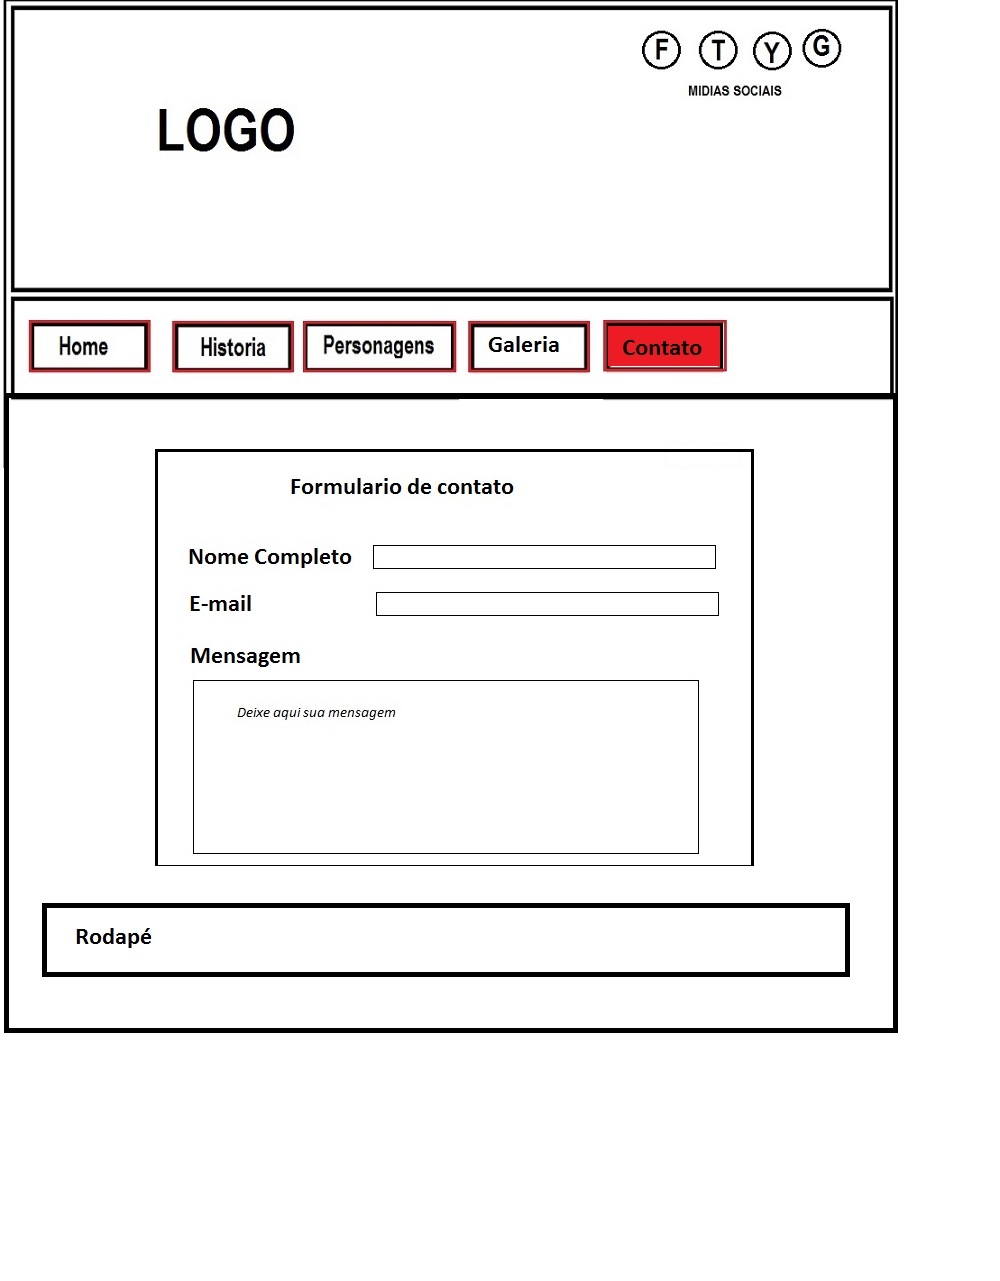 F T Y G
MIDIAS SOCIAIS
LOGO
Home Historia Personagens Galeria Contato
Formulario de contato
Nome Completo
E-mail
Mensagem
Deixe aqui sua mensagem
Rodapé